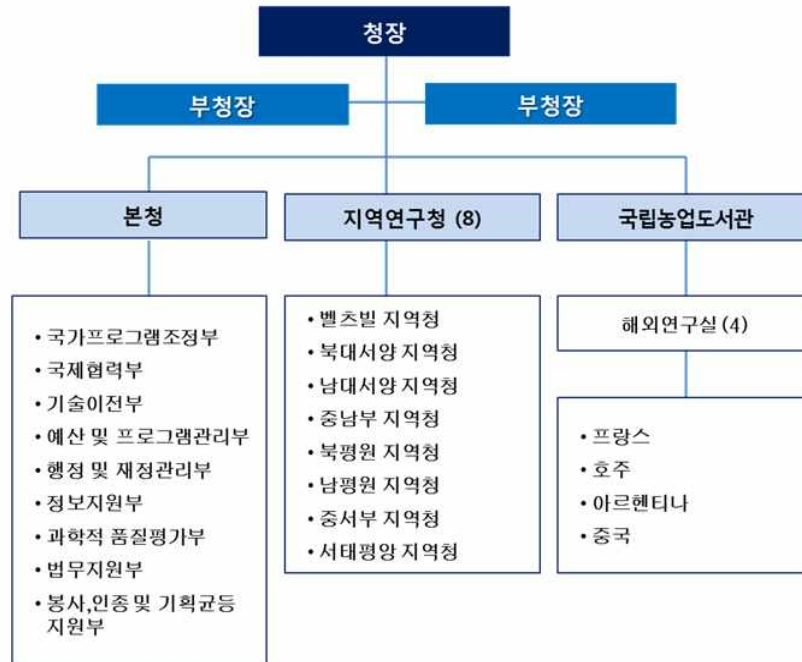 청장
부청장
부청장
본청
지역연구청 (8)
국립농업도서관
• 국가프로그램조정부
• 국제협력부
• 기술이전부
• 예산 및 프로그램관리부
• 행정 및 재정관리부
• 정보지원부
• 과학적 품질평가부
• 법무지원부
• 봉사,인종 및 기획균등
지원부
• 벨츠빌 지역청
• 북대서양 지역청
• 남대서양 지역청
• 중남부 지역청
• 북평원 지역청
• 남평원 지역청
• 중서부 지역청
• 서태평양 지역청
해외연구실 (4)
• 프랑스
• 호주
• 아르헨티나
• 중국